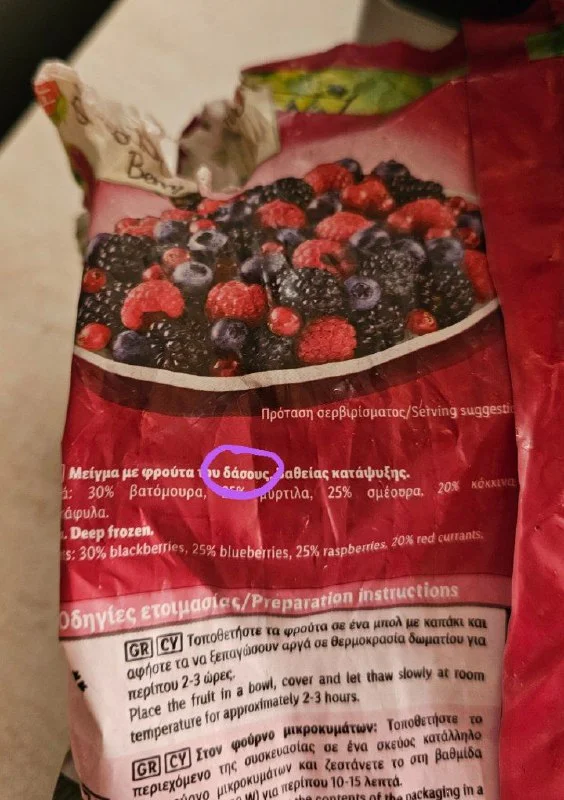 Berry
Πρόταση σερβιρίσματος/Serving
Μείγμα με φρούτα του δάσους, βαθείας κατάψυξης.
30% βατόμουρα, 25% μύρτιλα, 25% σμέουρα, 20% κόκκινα
Deep frozen.
30% blackberries, 25% blueberries, 25% raspberries, 20% red currants.
Οδηγίες ετοιμασίας/Preparation instructions
GR CY Τοποθετήστε τα φρούτα σε ένα μπολ με καπάκι και
αφήστε τα να ξεπαγώσουν αργά σε θερμοκρασία δωματίου για
περίπου 2-3 ώρες.
Place the fruit in a bowl, cover and let thaw slowly at room
temperature for approximately 2-3 hours.
GR CY Στον φούρνο μικροκυμάτων: Τοποθετήστε το
περιεχόμενο της συσκευασίας σε ένα σκεύος κατάλληλο
μικροκυμάτων και ζεστάνετε το στη βαθμίδα
W) για περίπου 10-15 λεπτά.
the contents of the packaging in a